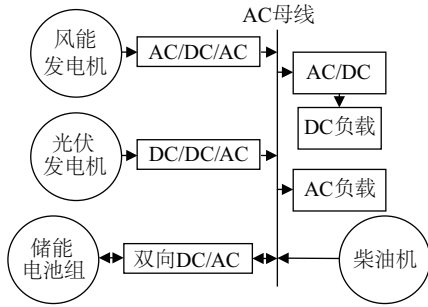 AC母线
风能
发电机
AC/DC/AC
AC/DC
DC负载
光伏
发电机
DC/DC/AC
AC负载
储能
电池组
双向DC/AC
柴油机